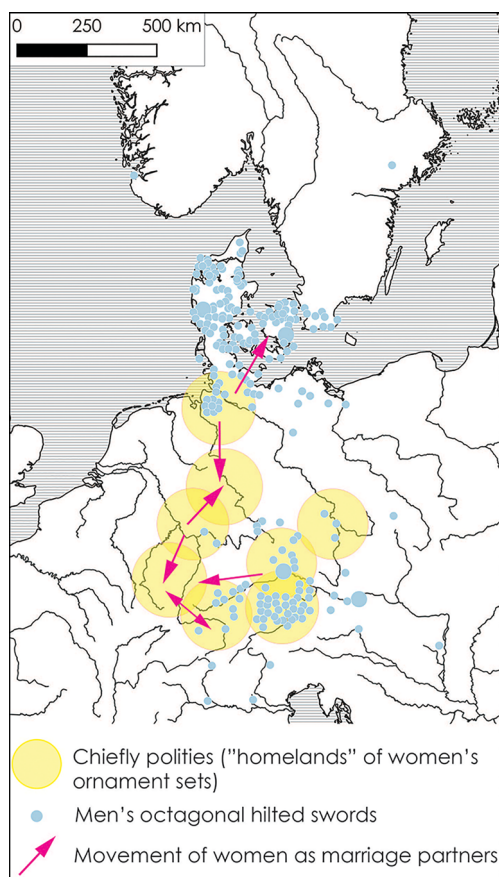 0 250 500 km
Chiefly polities ("homelands" of women's
ornament sets)
Men's octagonal hilted swords
Movement of women as marriage partners